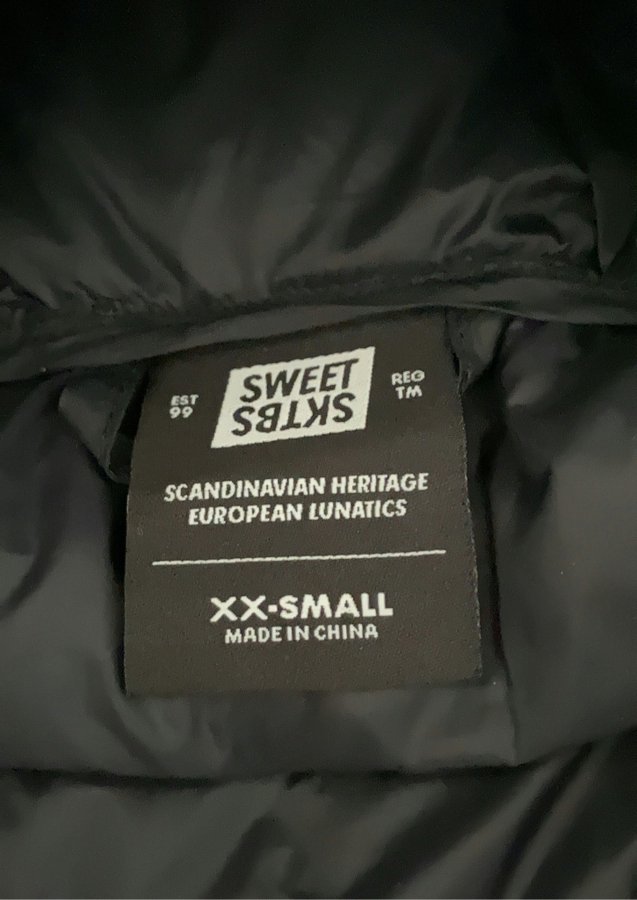 SWEET
SKTBS
EST
99
REG
TM
SCANDINAVIAN HERITAGE
EUROPEAN LUNATICS
XX-SMALL
MADE IN CHINA